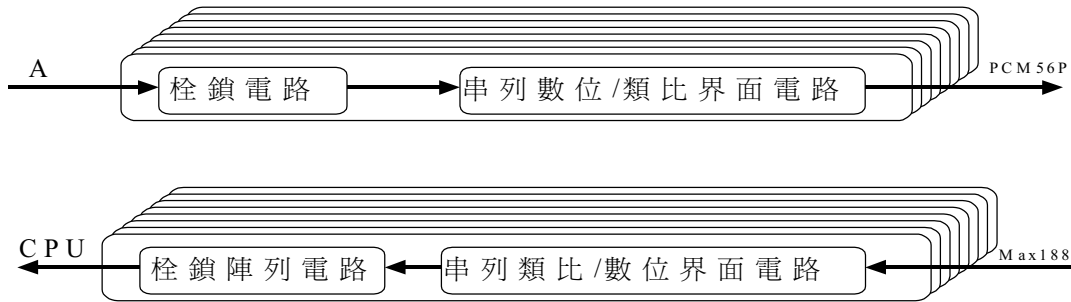 A
栓鎖電路
串列數位/類比界面電路
PCM56P
CPU
栓鎖陣列電路
串列類比/數位界面電路
Max188